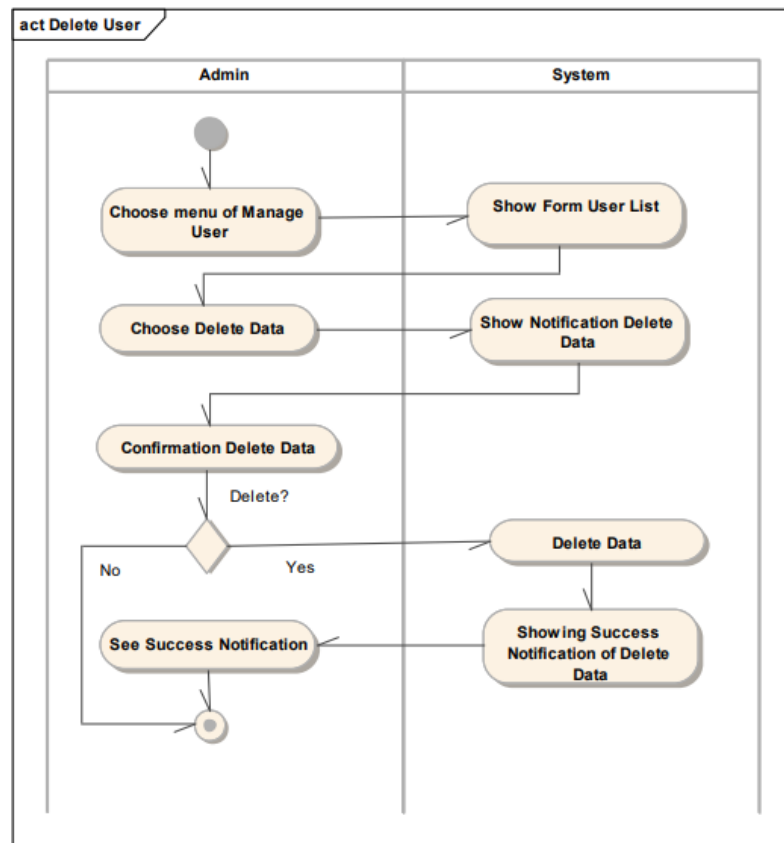 act Delete User
Admin
System
Choose menu of Manage
User
Show Form User List
Choose Delete Data
Show Notification Delete
Data
Confirmation Delete Data
Delete?
No
Yes
Delete Data
See Success Notification
Showing Success
Notification of Delete
Data